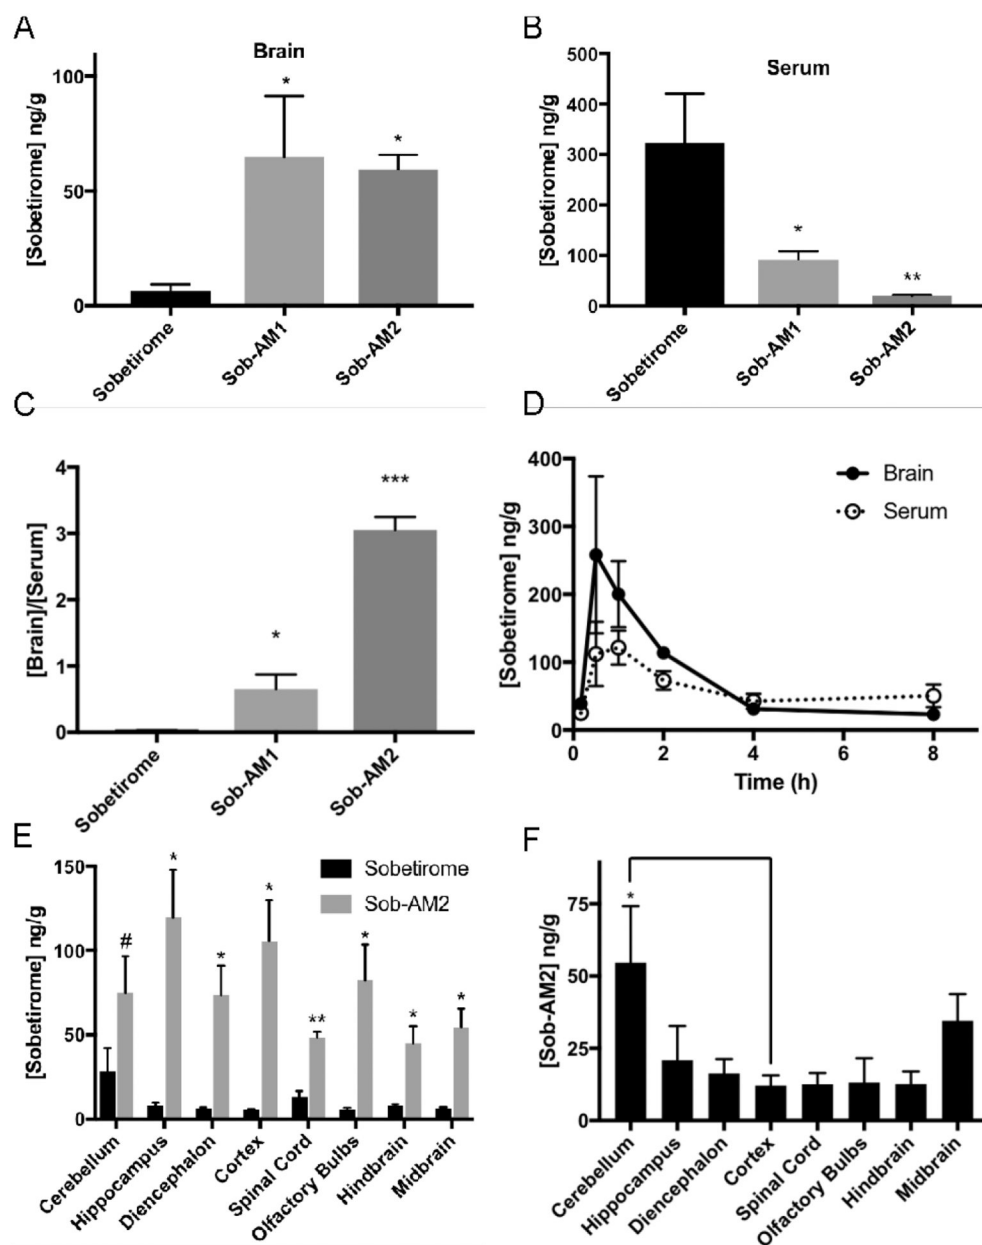 A
Brain
[Sobetirome] ng/g
100
50
0
*
*
Sobetirome
Sob-AM1
Sob-AM2
B
Serum
[Sobetirome] ng/g
500
400
300
200
100
0
*
**
Sobetirome
Sob-AM1
Sob-AM2
C
[Brain]/[Serum]
4
3
2
1
0
*
***
Sobetirome
Sob-AM1
Sob-AM2
D
[Sobetirome] ng/g
400
300
200
100
0
Brain
Serum
0 2 4 6 8
Time (h)
E
[Sobetirome] ng/g
150
100
50
0
Sobetirome
Sob-AM2
# * * * ** * * *
Cerebellum
Hippocampus
Diencephalon
Cortex
Spinal Cord
Olfactory Bulbs
Hindbrain
Midbrain
F
[Sob-AM2] ng/g
75
50
25
0
*
Cerebellum
Hippocampus
Diencephalon
Cortex
Spinal Cord
Olfactory Bulbs
Hindbrain
Midbrain